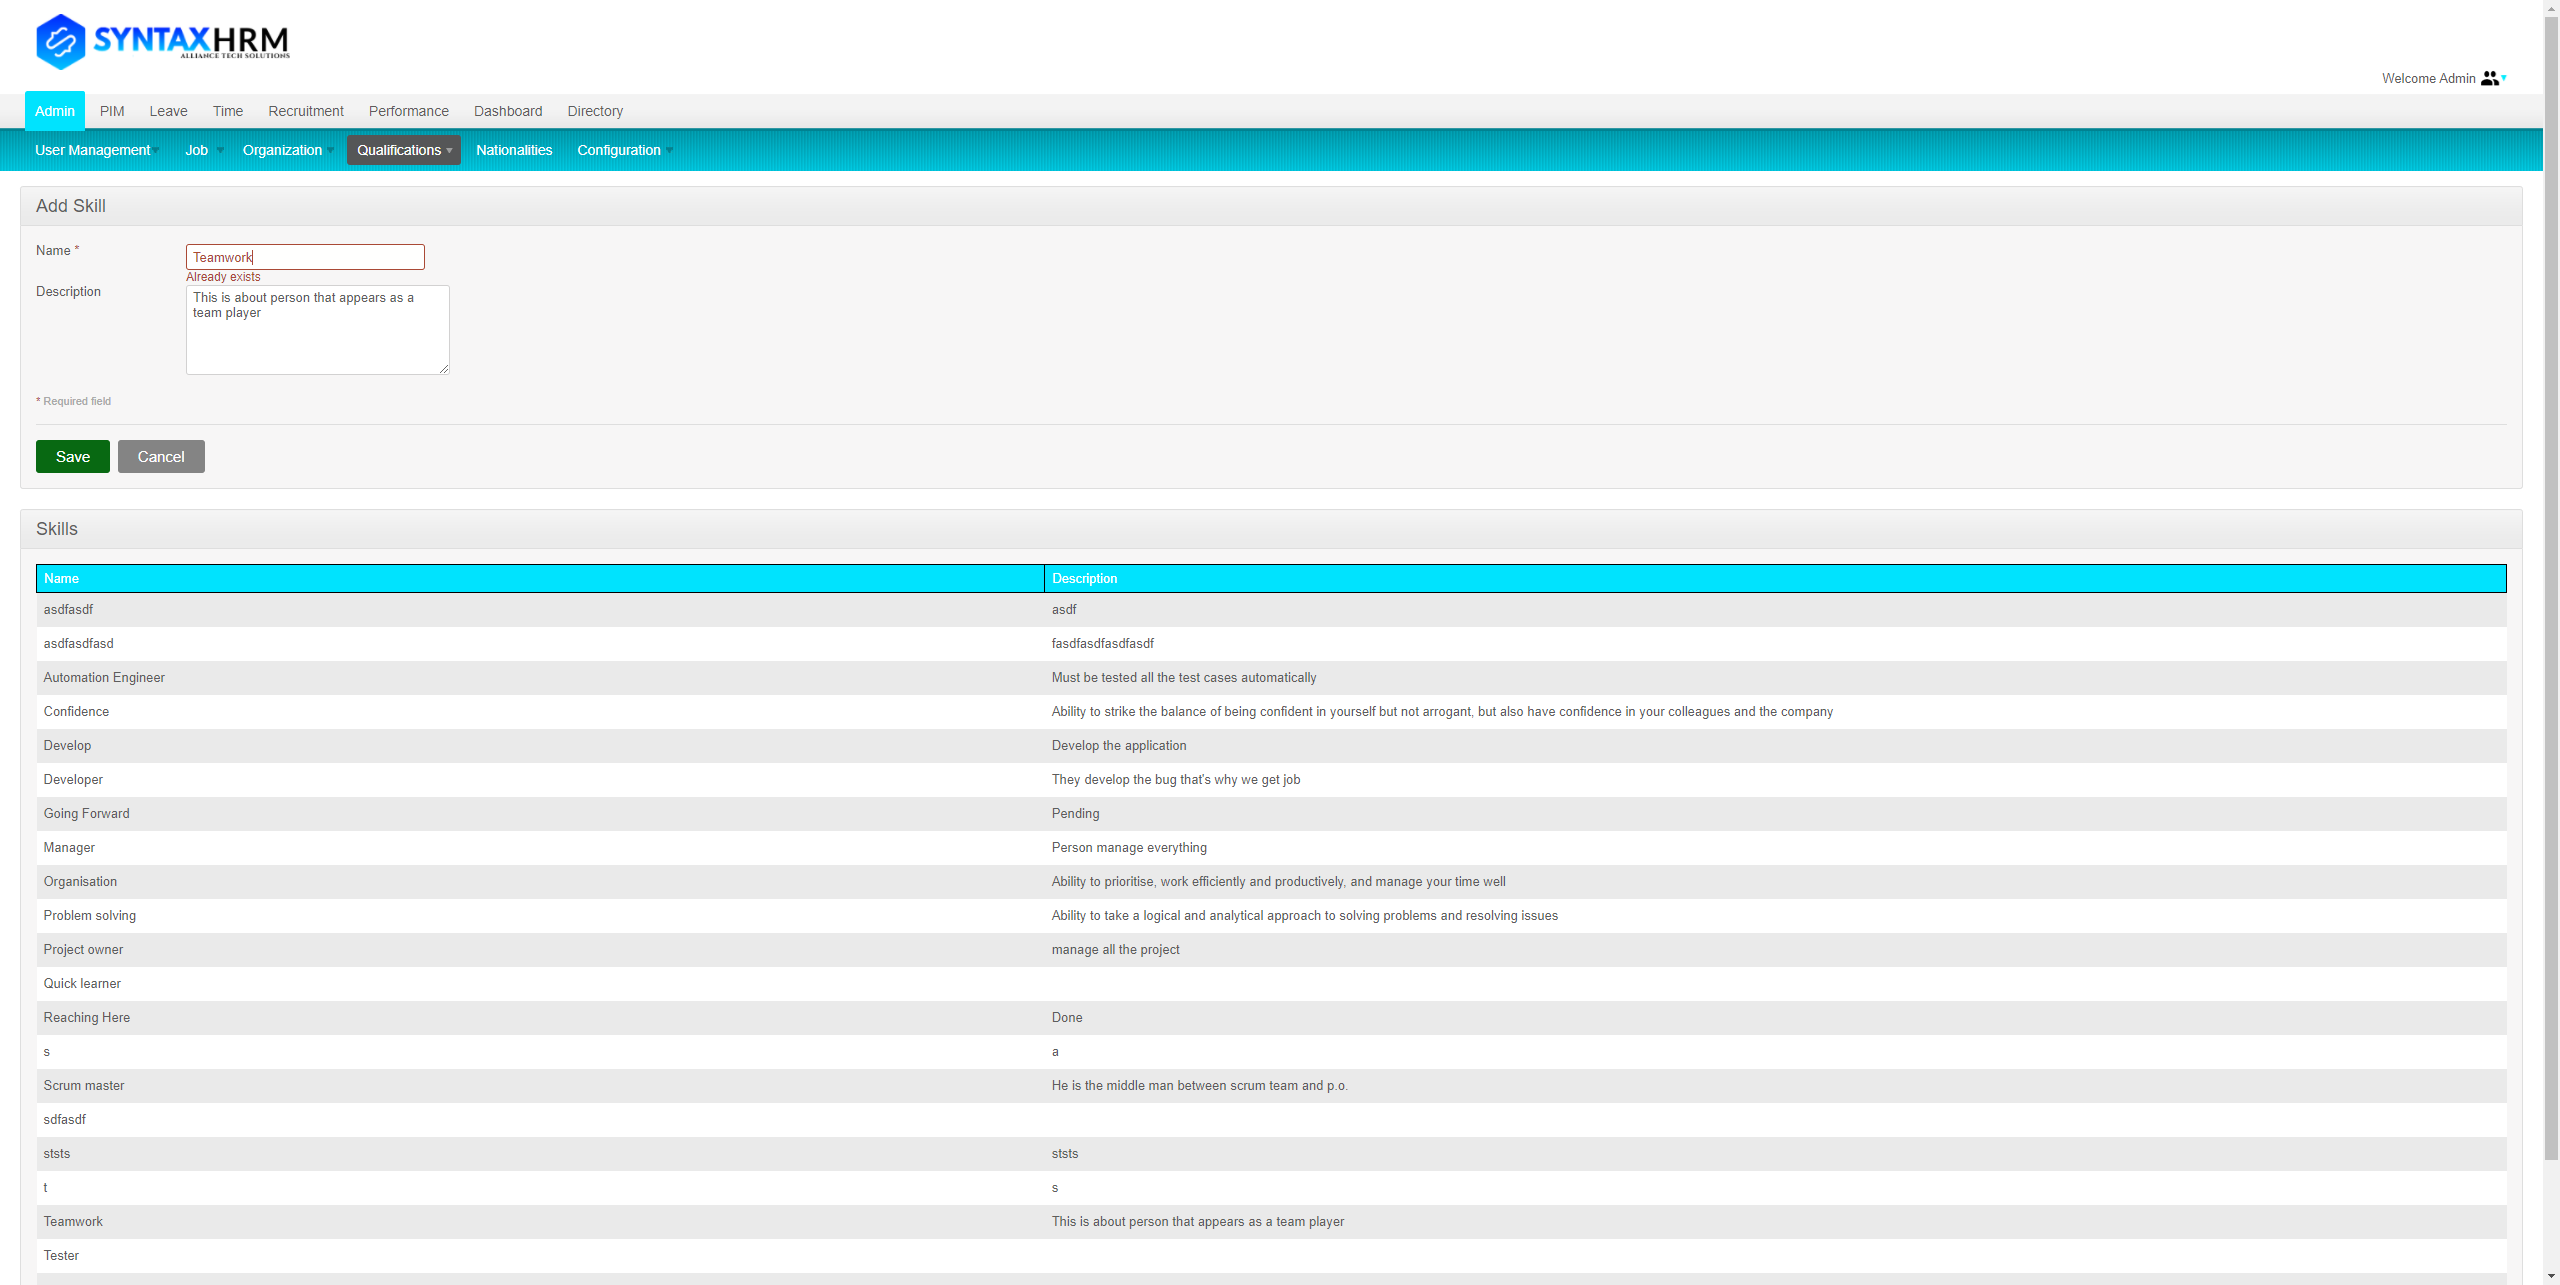 SYNTAXHRM
ALLIANCE TECH SOLUTIONS
Welcome Admin
Admin PIM Leave Time Recruitment Performance Dashboard Directory
User Management Job Organization Qualifications Nationalities Configuration
Add Skill
Name * Teamwork
Already exists
Description This is about person that appears as a
team player
* Required field
Save Cancel
Skills
Name Description
asdfasdf asdf
asdfasdfasd fasdfasdfasdfasdf
Automation Engineer Must be tested all the test cases automatically
Confidence Ability to strike the balance of being confident in yourself but not arrogant, but also have confidence in your colleagues and the company
Develop Develop the application
Developer They develop the bug that's why we get job
Going Forward Pending
Manager Person manage everything
Organisation Ability to prioritise, work efficiently and productively, and manage your time well
Problem solving Ability to take a logical and analytical approach to solving problems and resolving issues
Project owner manage all the project
Quick learner
Reaching Here Done
s a
Scrum master He is the middle man between scrum team and p.o.
sdfasdf
ststs ststs
t s
Teamwork This is about person that appears as a team player
Tester